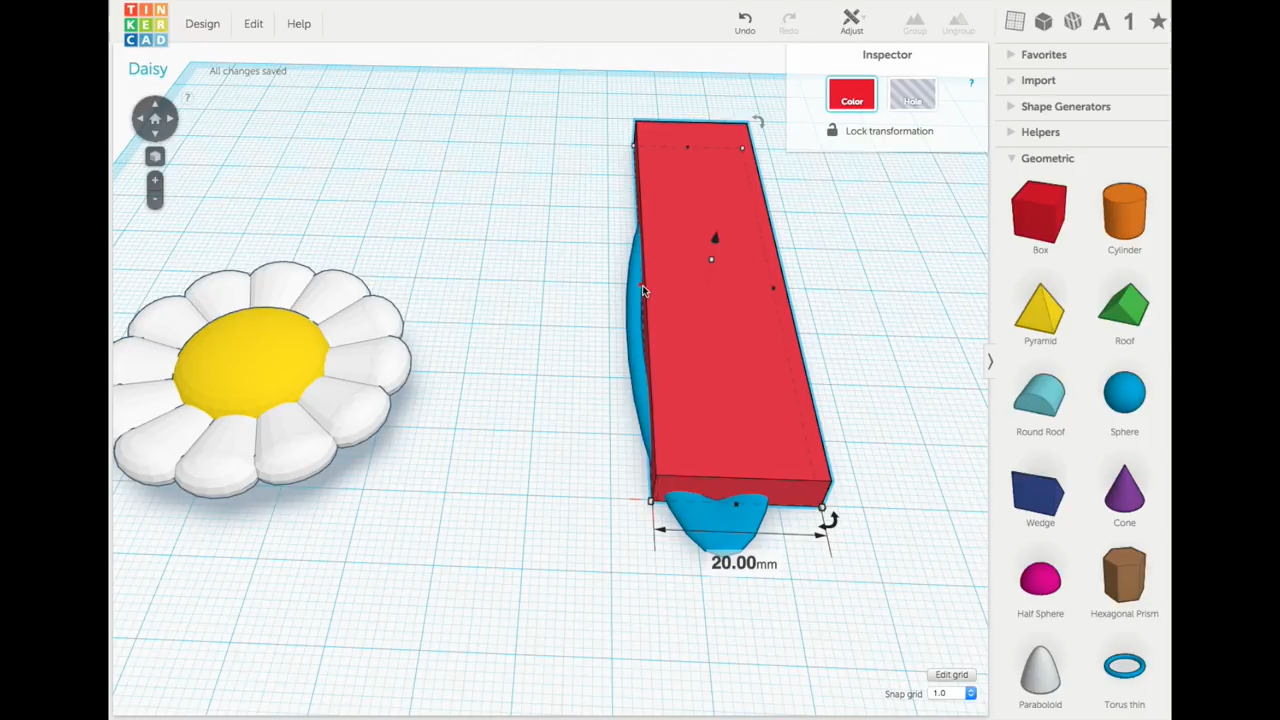 TIN
KER
CAD
Design
Edit
Help
Undo
Redo
Adjust
Group
Ungroup
Daisy
All changes saved
?
Inspector
Color
Hole
?
Lock transformation
Favorites
Import
Shape Generators
Helpers
Geometric
Box
Cylinder
Pyramid
Roof
Round Roof
Sphere
Wedge
Cone
Half Sphere
Hexagonal Prism
Paraboloid
Torus thin
20.00mm
Edit grid
Snap grid
1.0